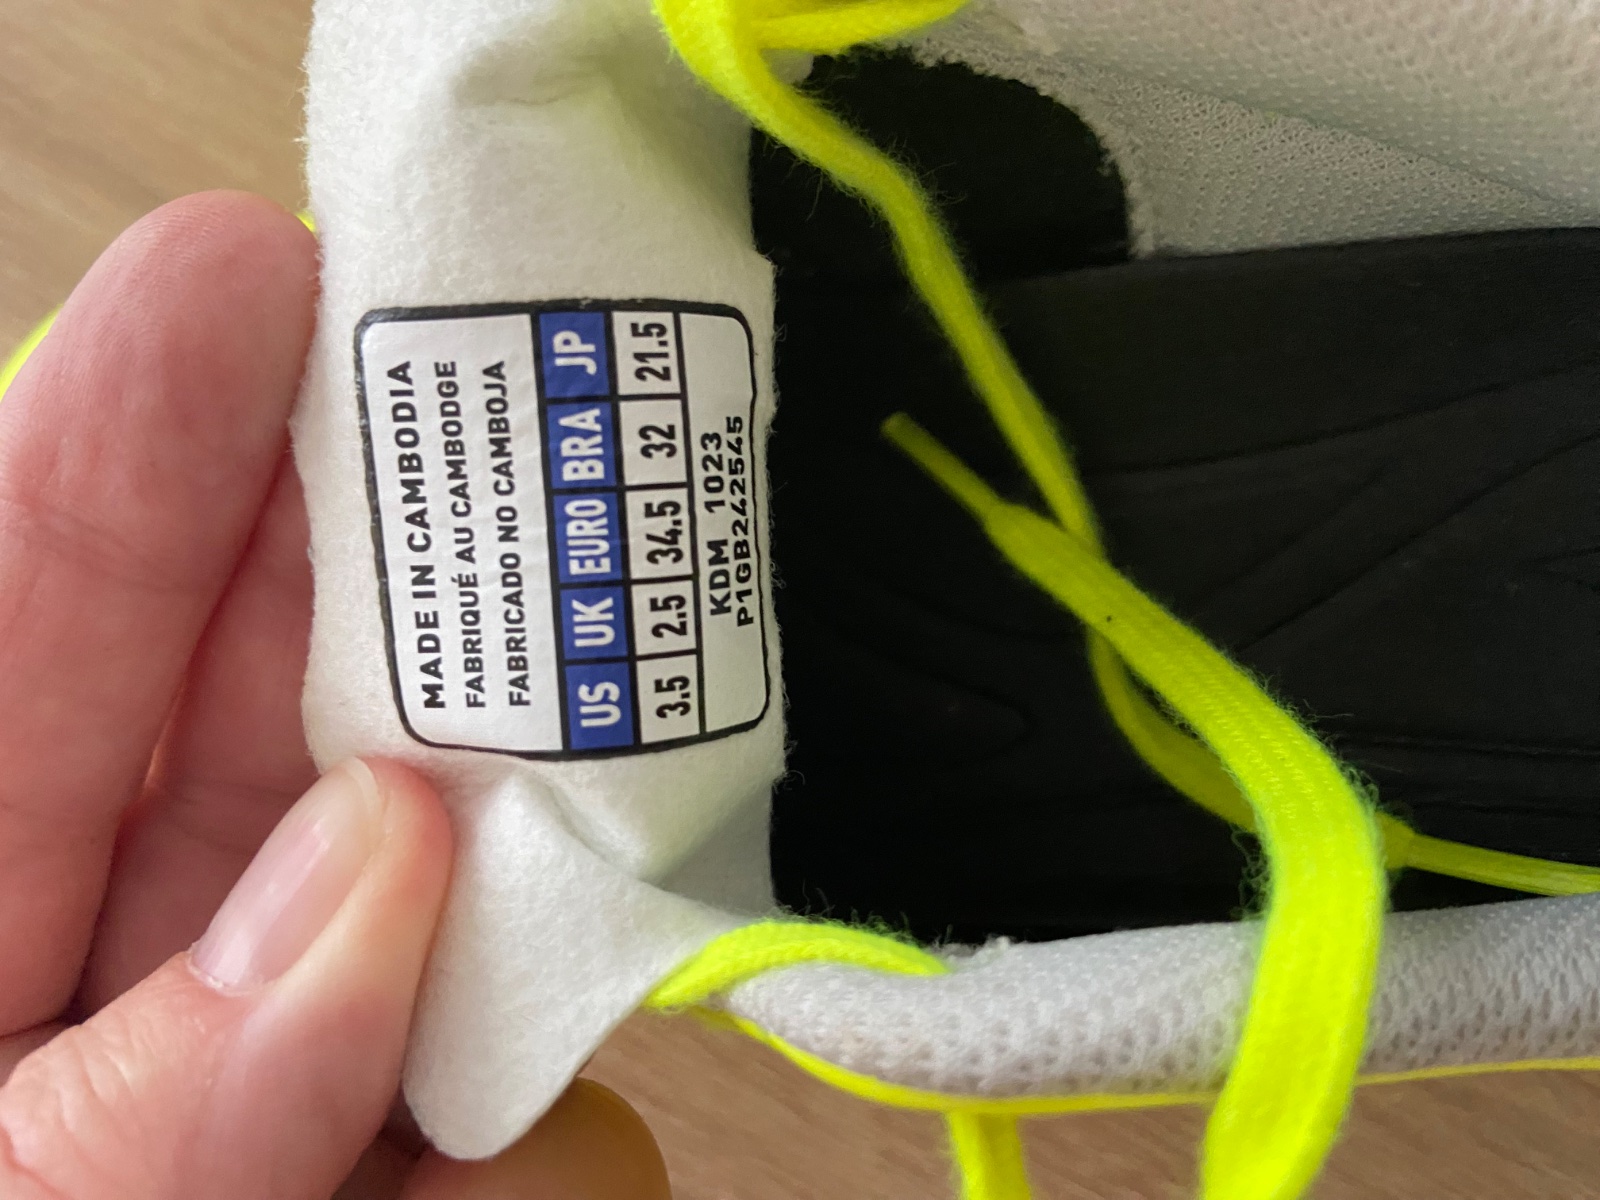 MADE IN CAMBODIA
FABRIQUÉ AU CAMBODGE
FABRICADO NO CAMBOJA
US UK EURO BRA JP
3.5 2.5 34.5 32 21.5
KDM 1023
P1GB242545